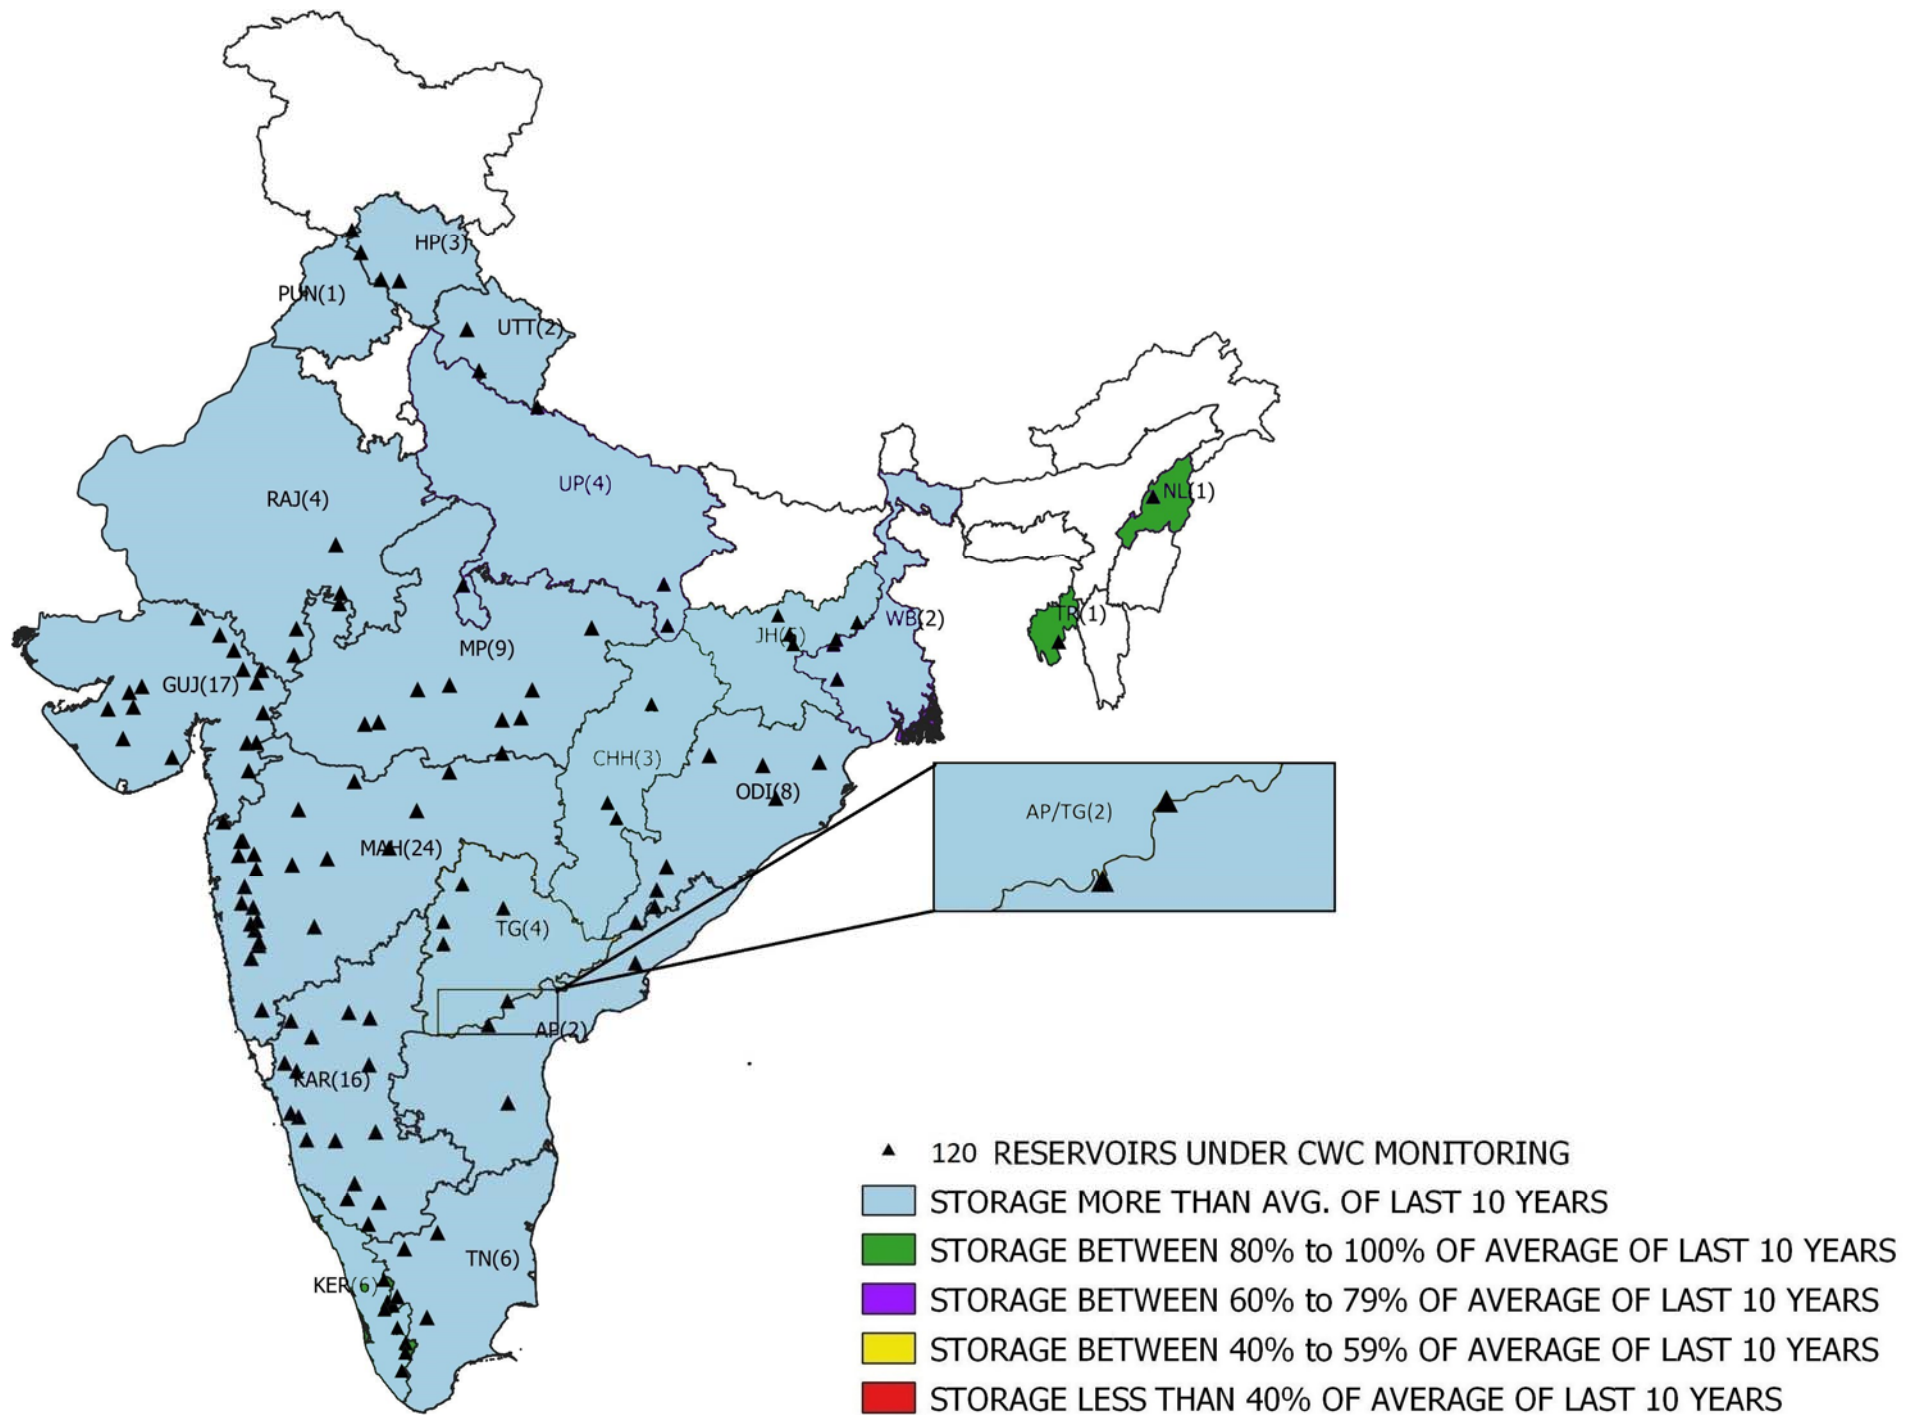 HP(3)
PUN(1)
UTT(2)
UP(4)
RAJ(4)
NL(1)
TR(1)
WB(2)
JH(5)
MP(9)
GUJ(17)
CHH(3)
ODI(8)
AP/TG(2)
MAH(24)
TG(4)
AP(2)
KAR(16)
TN(6)
KER(6)
120 RESERVOIRS UNDER CWC MONITORING
STORAGE MORE THAN AVG. OF LAST 10 YEARS
STORAGE BETWEEN 80% to 100% OF AVERAGE OF LAST 10 YEARS
STORAGE BETWEEN 60% to 79% OF AVERAGE OF LAST 10 YEARS
STORAGE BETWEEN 40% to 59% OF AVERAGE OF LAST 10 YEARS
STORAGE LESS THAN 40% OF AVERAGE OF LAST 10 YEARS